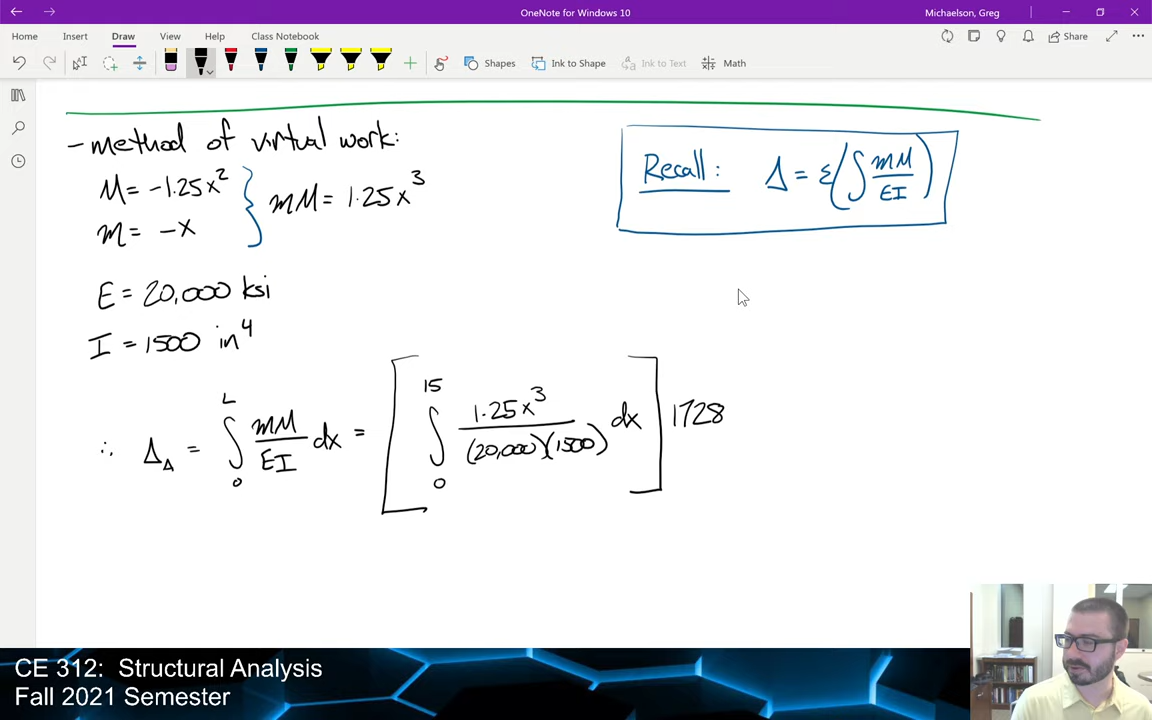 OneNote for Windows 10
Michaelson, Greg
Home Insert Draw View Help Class Notebook
Share
Shapes Ink to Shape Ink to Text Math
- method of virtual work:
M = -1.25x²
m = -x
mM = 1.25x³
Recall: Δ = Σ(∫ mM/EI)
E = 20,000 ksi
I = 1500 in⁴
∴ Δ_A = ∫₀ᴸ mM/EI dx = [∫₀¹⁵ 1.25x³/(20,000)(1500) dx] 1728
CE 312: Structural Analysis
Fall 2021 Semester